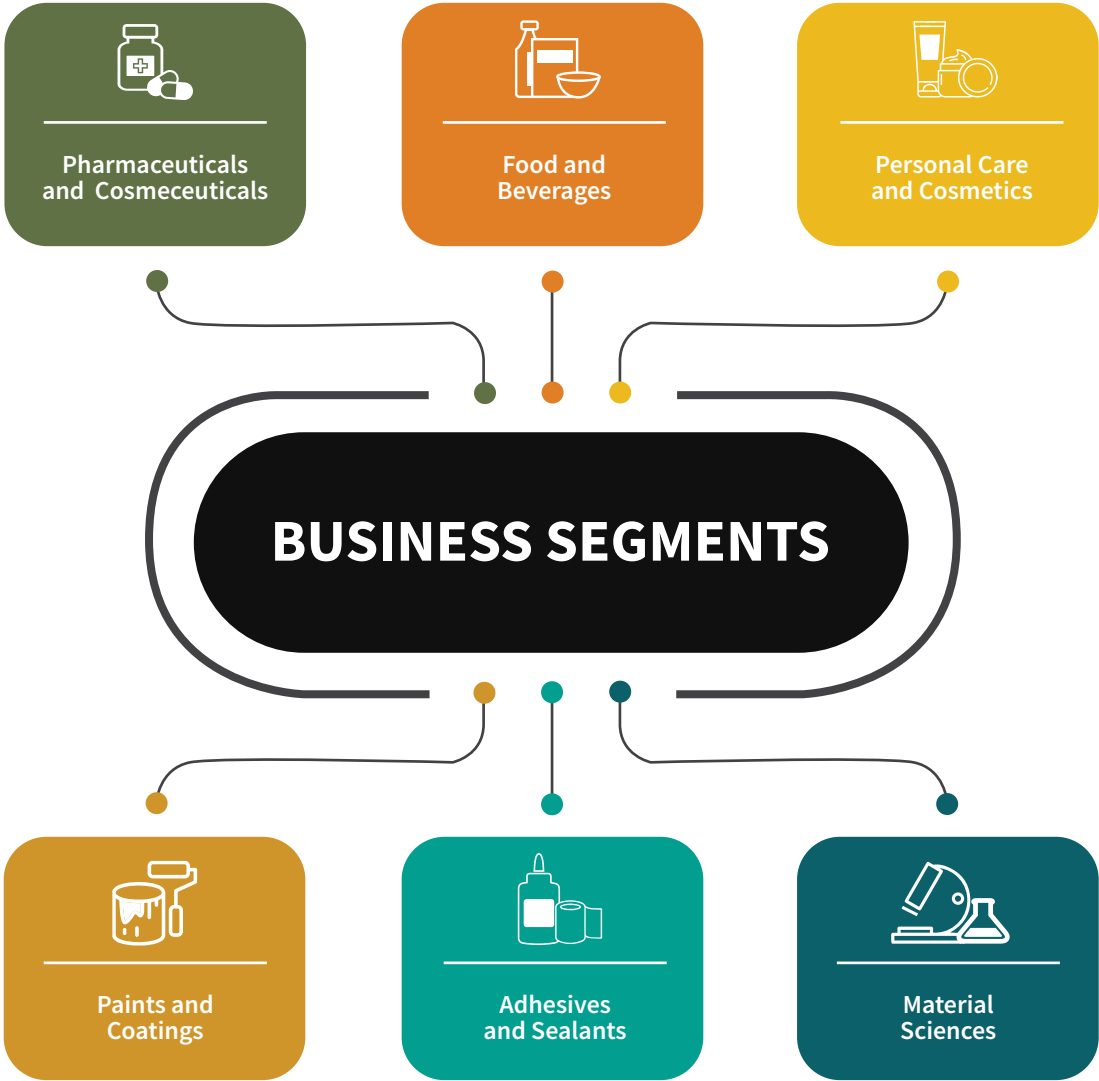 Pharmaceuticals
and  Cosmeceuticals
Food and
Beverages
Personal Care
and Cosmetics
BUSINESS SEGMENTS
Paints and
Coatings
Adhesives
and Sealants
Material
Sciences